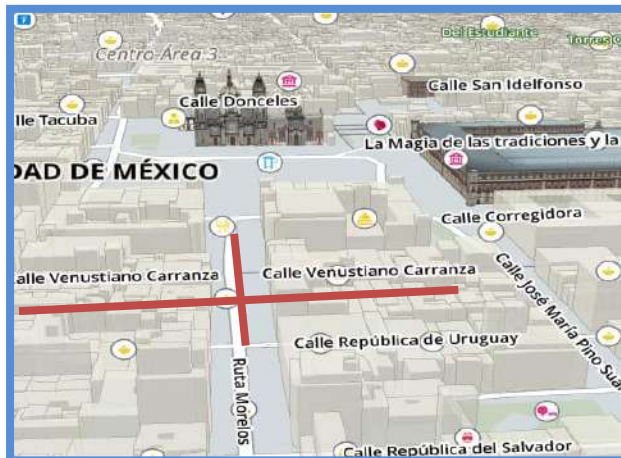 Del Estudiante
Torres
Centro Área 3
Calle San Idelfonso
Calle Donceles
lle Tacuba
La Magia de las tradiciones y la
DAD DE MÉXICO
Calle Corregidora
alle Venustiano Carranza
Calle Venustiano Carranza
Calle José María Pino Suá
Calle República de Uruguay
Ruta Morelos
Calle República del Salvador